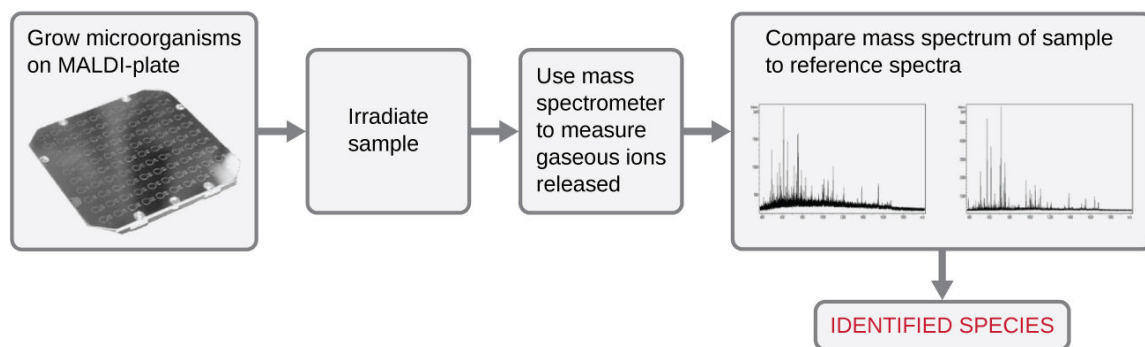 Grow microorganisms
on MALDI-plate
Irradiate
sample
Use mass
spectrometer
to measure
gaseous ions
released
Compare mass spectrum of sample
to reference spectra
IDENTIFIED SPECIES